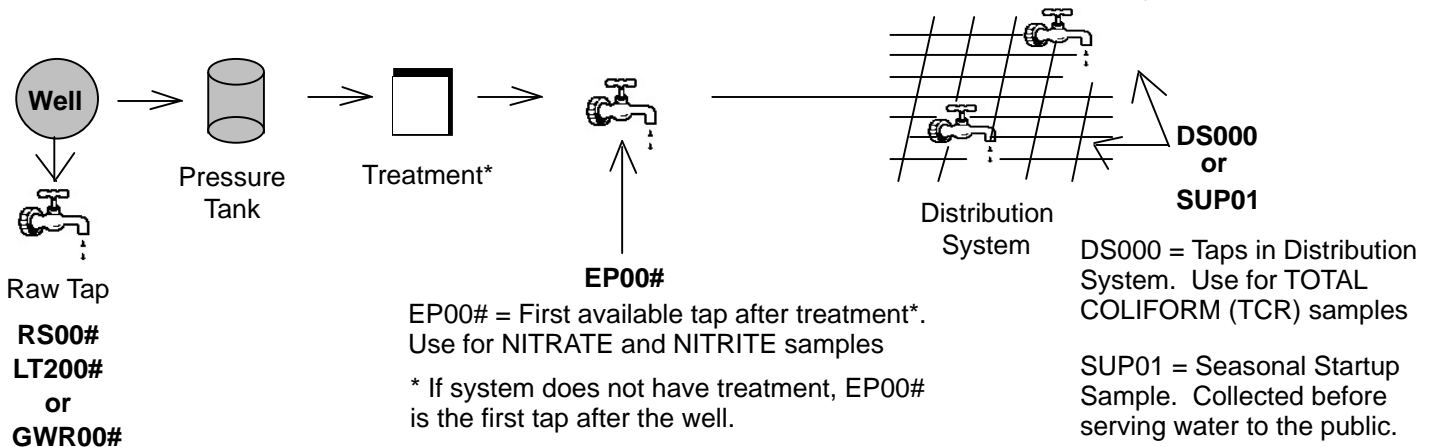 Well
Pressure
Tank
Treatment*
Raw Tap
RS00#
LT200#
or
GWR00#
EP00#
EP00# = First available tap after treatment*.
Use for NITRATE and NITRITE samples
* If system does not have treatment, EP00#
is the first tap after the well.
Distribution
System
DS000
or
SUP01
DS000 = Taps in Distribution
System.  Use for TOTAL
COLIFORM (TCR) samples
SUP01 = Seasonal Startup
Sample.  Collected before
serving water to the public.